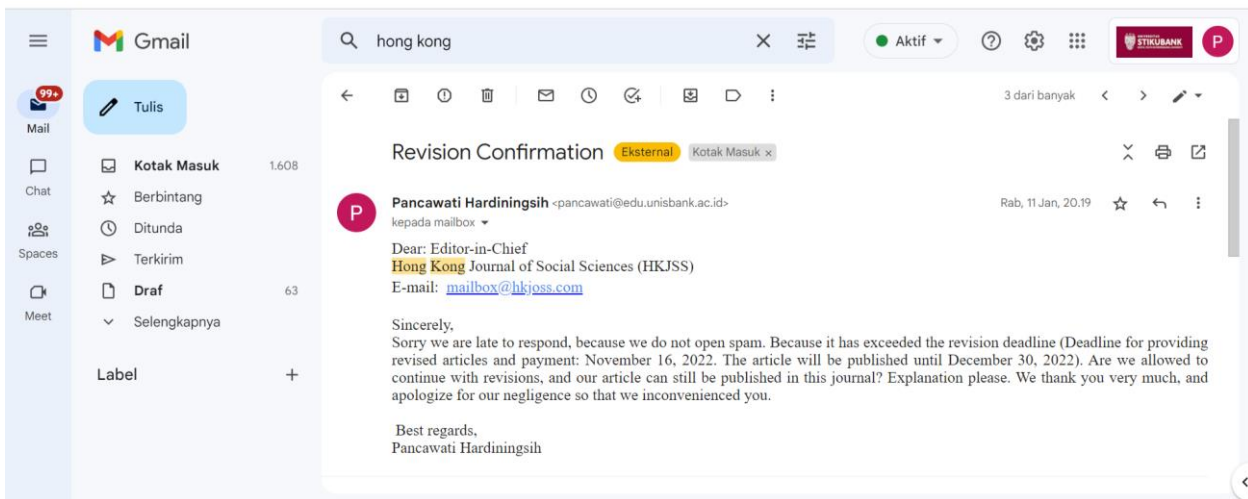 Gmail
hong kong
Aktif
UNIVERSITAS
STIKUBANK
P
99+
Mail
Chat
Spaces
Meet
Tulis
Kotak Masuk 1.608
Berbintang
Ditunda
Terkirim
Draf 63
Selengkapnya
Label
3 dari banyak
Revision Confirmation Eksternal Kotak Masuk x
P
Pancawati Hardiningsih <pancawati@edu.unisbank.ac.id> Rab, 11 Jan, 20.19
kepada mailbox
Dear: Editor-in-Chief
Hong Kong Journal of Social Sciences (HKJSS)
E-mail: mailbox@hkjoss.com
Sincerely,
Sorry we are late to respond, because we do not open spam. Because it has exceeded the revision deadline (Deadline for providing
revised articles and payment: November 16, 2022. The article will be published until December 30, 2022). Are we allowed to
continue with revisions, and our article can still be published in this journal? Explanation please. We thank you very much, and
apologize for our negligence so that we inconvenienced you.
Best regards,
Pancawati Hardiningsih